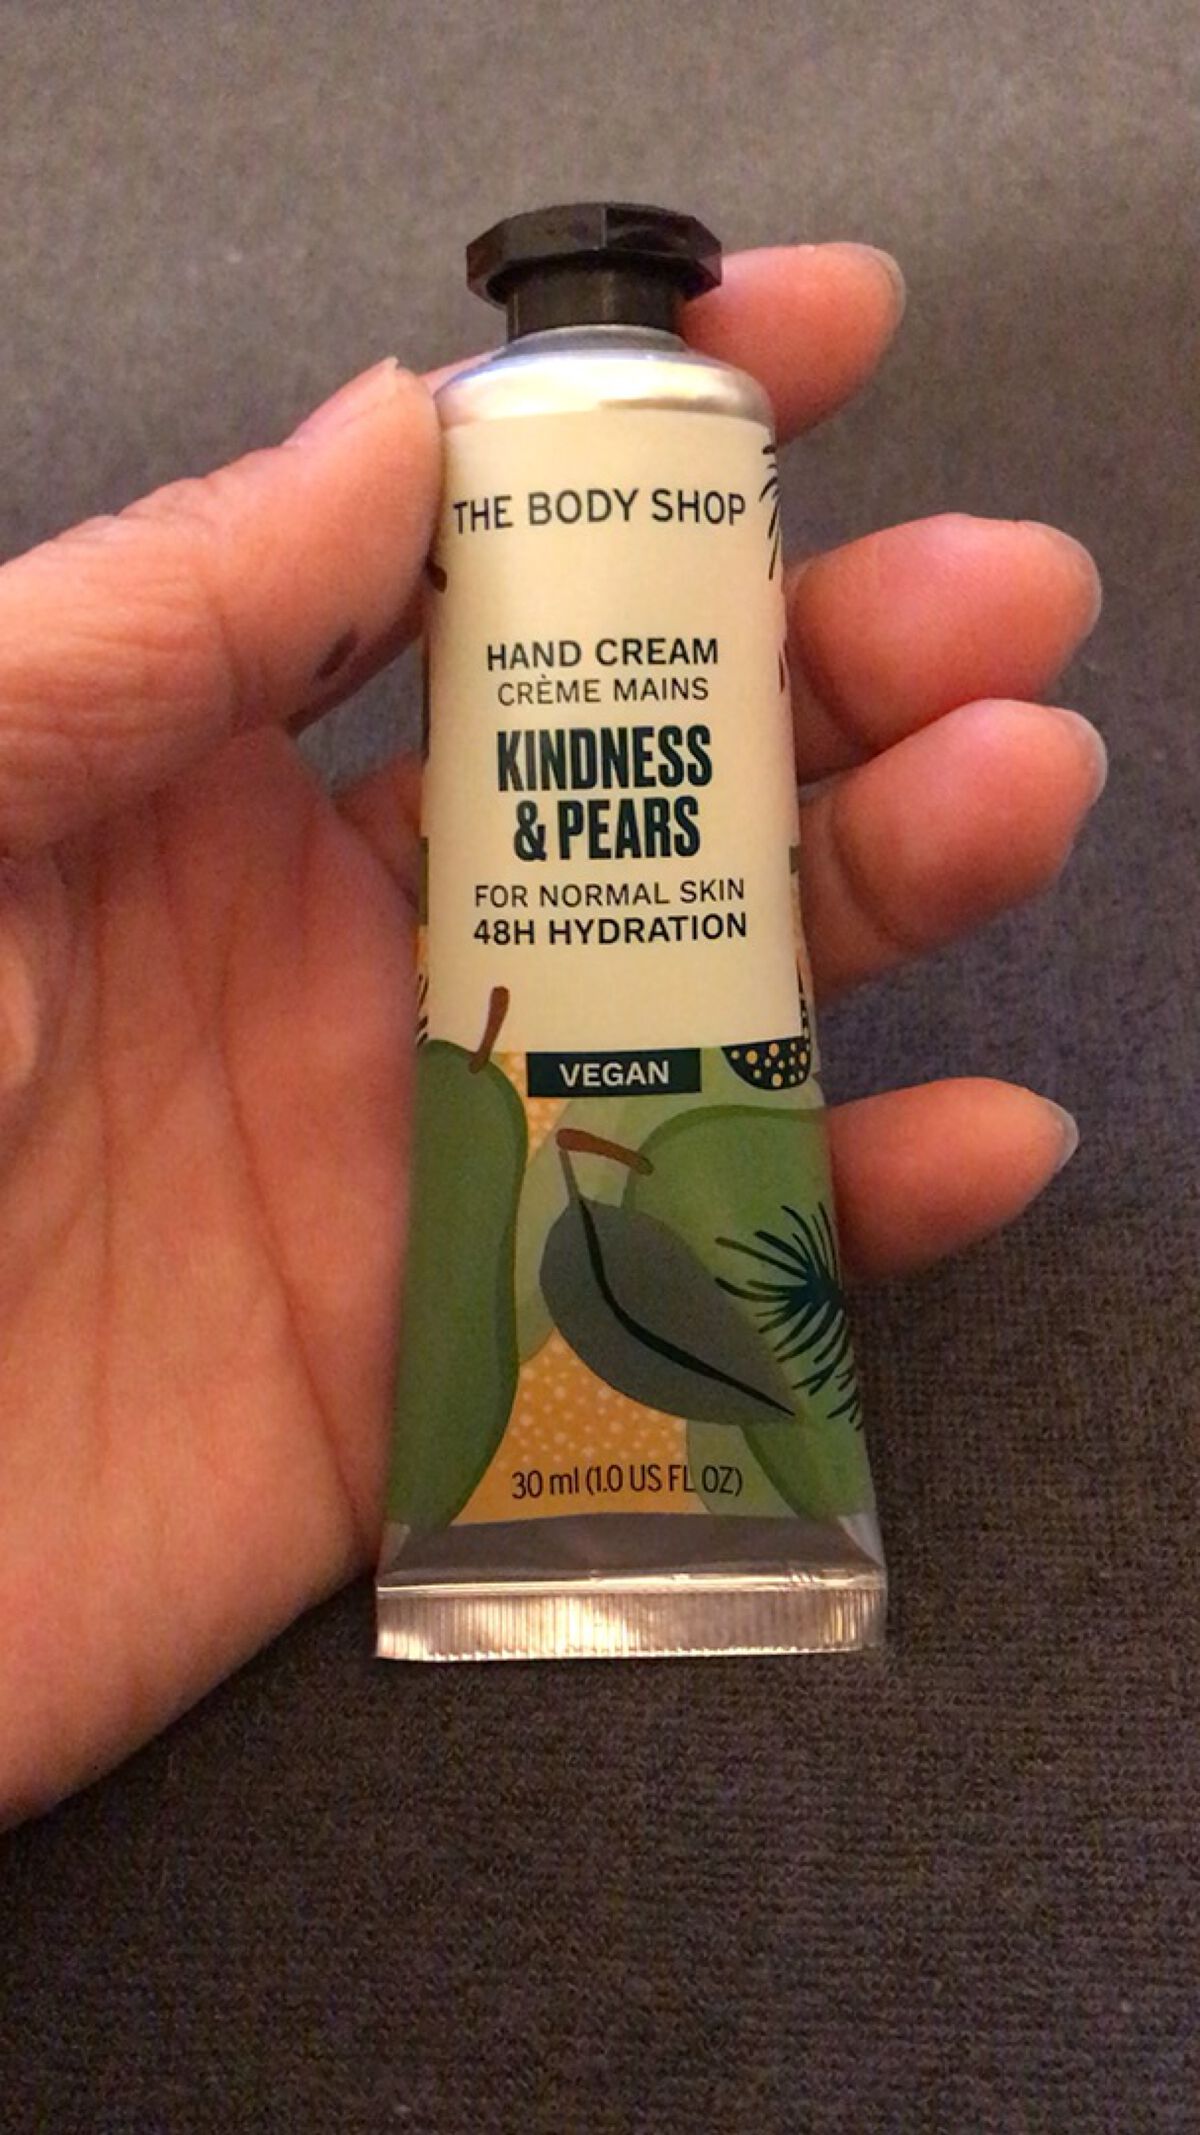 THE BODY SHOP
HAND CREAM
CRÈME MAINS
KINDNESS
& PEARS
FOR NORMAL SKIN
48H HYDRATION
VEGAN
30 ml (1.0 US FL OZ)